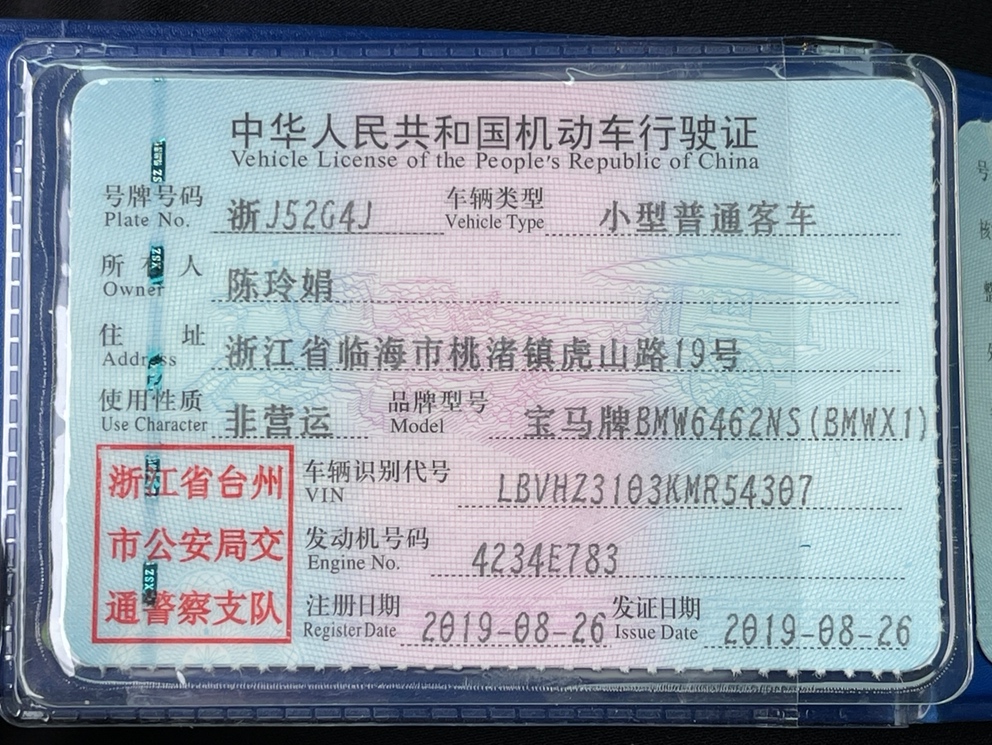 中华人民共和国机动车行驶证
Vehicle License of the People's Republic of China
号牌号码 浙J52G4J 车辆类型 小型普通客车
Plate No. Vehicle Type
所有人 陈玲娟
Owner
住址 浙江省临海市桃渚镇虎山路19号
Address
使用性质 非营运 品牌型号 宝马牌BMW6462NS(BMWX1)
Use Character Model
浙江省台州
市公安局交
通警察支队
车辆识别代号 LBVHZ3103KMR54307
VIN
发动机号码 4234E783
Engine No.
注册日期 2019-08-26 发证日期 2019-08-26
Register Date Issue Date
XSZ
XSZ
号
核
整